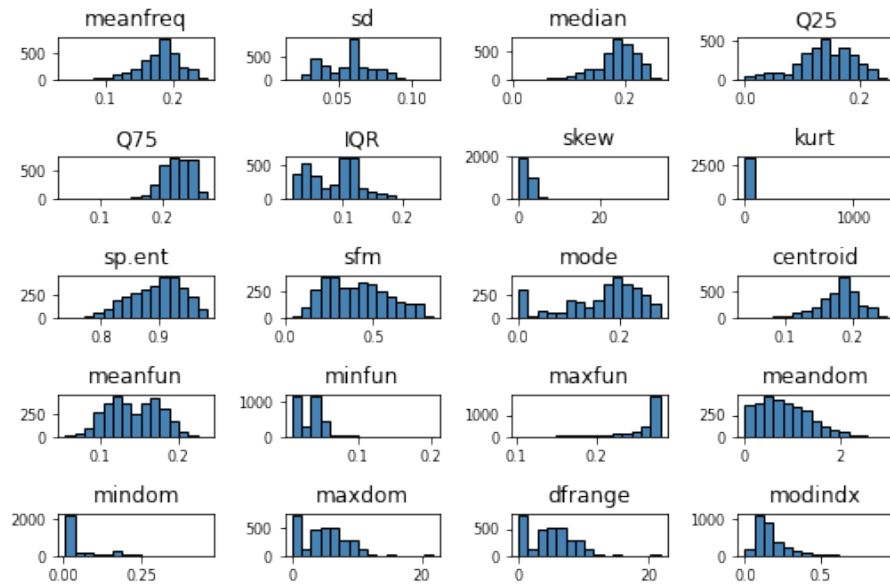 meanfreq sd median Q25
500 0 0.1 0.2
500 0 0.05 0.10
500 0 0.0 0.2
500 0 0.0 0.2
Q75 IQR skew kurt
500 0 0.1 0.2
500 0 0.1 0.2
2000 0 0 20
2500 0 0 1000
sp.ent sfm mode centroid
250 0 0.8 0.9
250 0 0.0 0.5
250 0 0.0 0.2
500 0 0.1 0.2
meanfun minfun maxfun meandom
250 0 0.1 0.2
1000 0 0.1 0.2
1000 0 0.1 0.2
250 0 0 2
mindom maxdom dfrange modindx
2000 0 0.00 0.25
500 0 0 20
500 0 0 20
1000 0 0.0 0.5